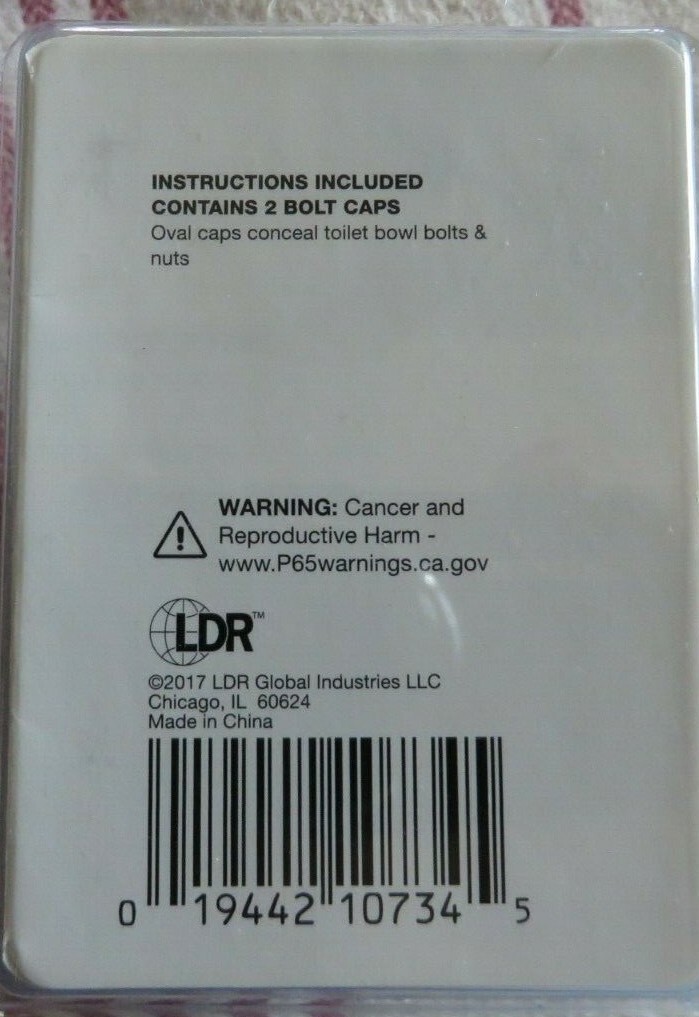 INSTRUCTIONS INCLUDED
CONTAINS 2 BOLT CAPS
Oval caps conceal toilet bowl bolts &
nuts
WARNING: Cancer and
Reproductive Harm -
www.P65warnings.ca.gov
LDR™
©2017 LDR Global Industries LLC
Chicago, IL 60624
Made in China
0 19442 10734 5